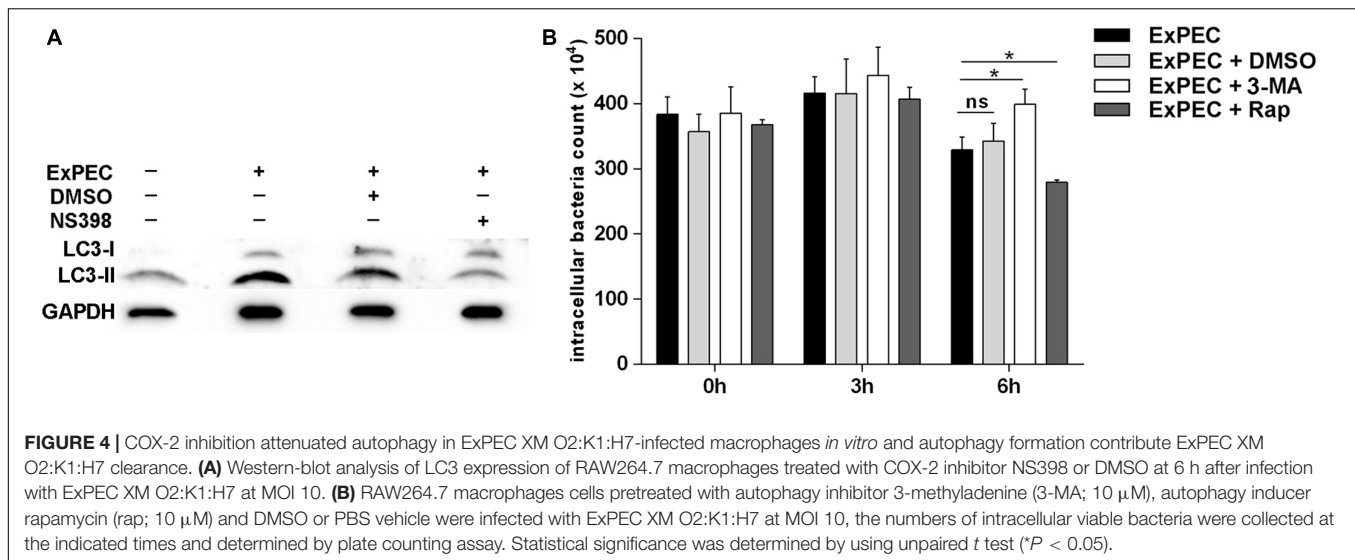 A
ExPEC – + + +
DMSO – – + –
NS398 – – – +
LC3-I
LC3-II
GAPDH
B
intracellular bacteria count (x 10⁴)
500
400
300
200
100
0
0h 3h 6h
ns
*
*
ExPEC
ExPEC + DMSO
ExPEC + 3-MA
ExPEC + Rap
FIGURE 4 | COX-2 inhibition attenuated autophagy in ExPEC XM O2:K1:H7-infected macrophages in vitro and autophagy formation contribute ExPEC XM
O2:K1:H7 clearance. (A) Western-blot analysis of LC3 expression of RAW264.7 macrophages treated with COX-2 inhibitor NS398 or DMSO at 6 h after infection
with ExPEC XM O2:K1:H7 at MOI 10. (B) RAW264.7 macrophages cells pretreated with autophagy inhibitor 3-methyladenine (3-MA; 10 μM), autophagy inducer
rapamycin (rap; 10 μM) and DMSO or PBS vehicle were infected with ExPEC XM O2:K1:H7 at MOI 10, the numbers of intracellular viable bacteria were collected at
the indicated times and determined by plate counting assay. Statistical significance was determined by using unpaired t test (*P < 0.05).